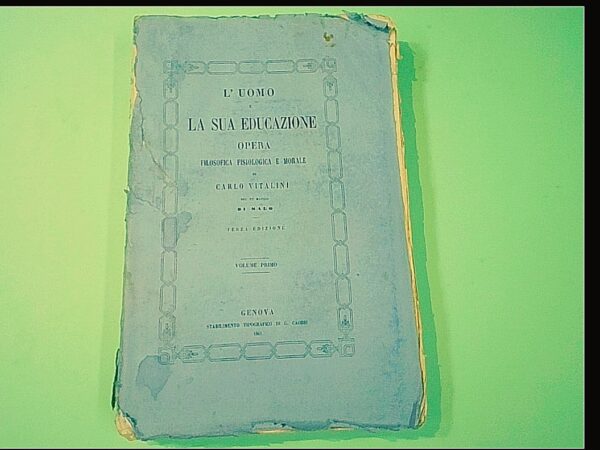 L' UOMO
E
LA SUA EDUCAZIONE
OPERA
FILOSOFICA FISIOLOGICA E MORALE
DI
CARLO VITALINI
DI MALO
TERZA EDIZIONE
VOLUME PRIMO
GENOVA
STABILIMENTO TIPOGRAFICO DI G. CAORSI